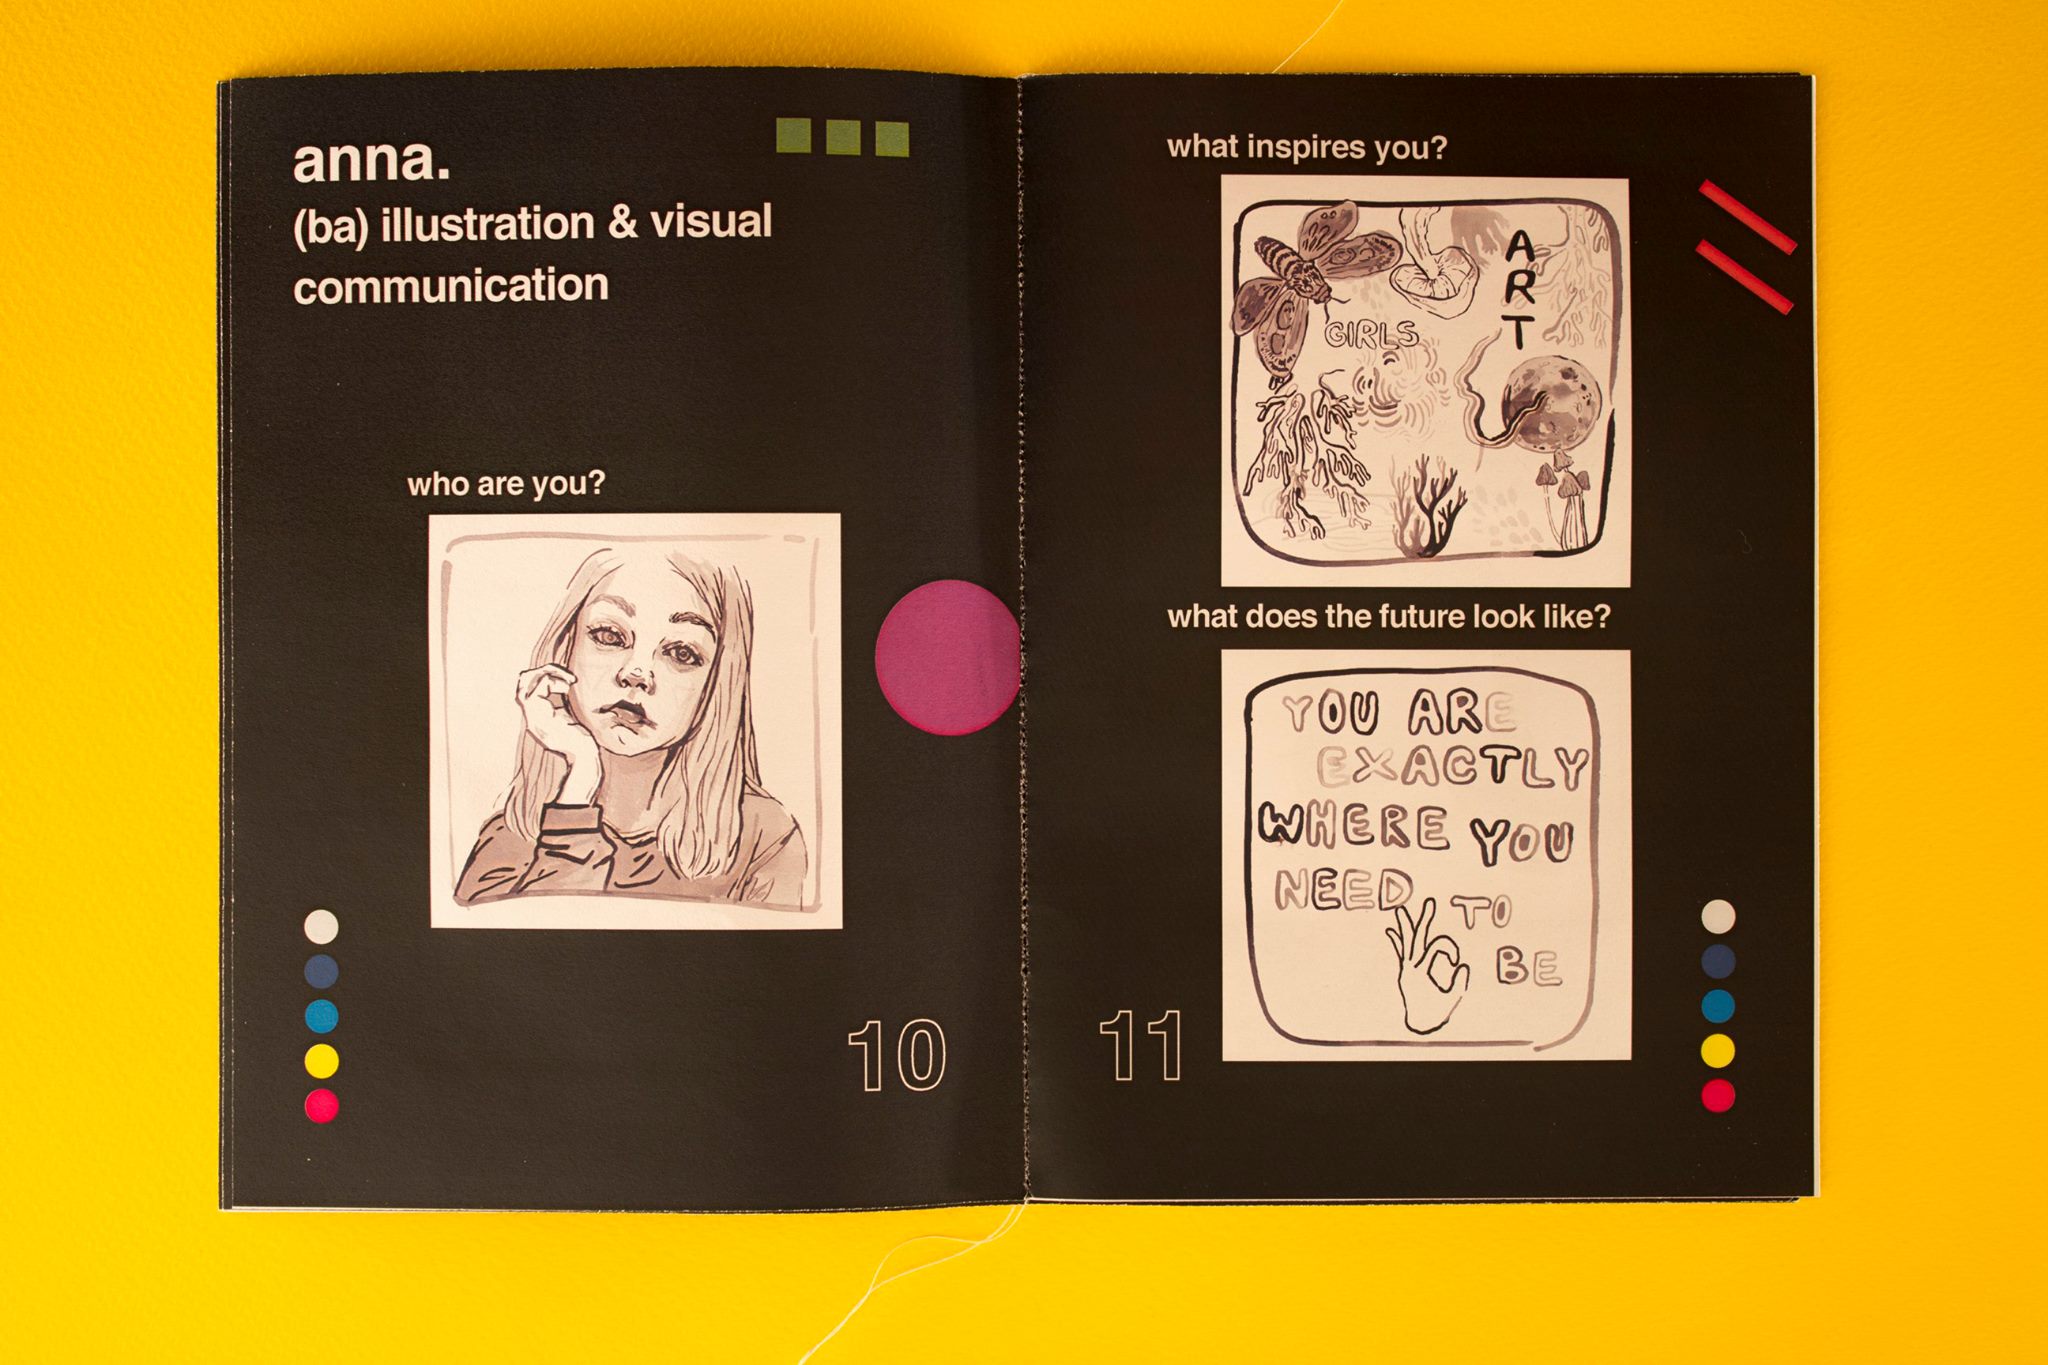 anna.
(ba) illustration & visual
communication
who are you?
10
what inspires you?
GIRLS
ART
what does the future look like?
YOU ARE
EXACTLY
WHERE YOU
NEED TO
BE
11